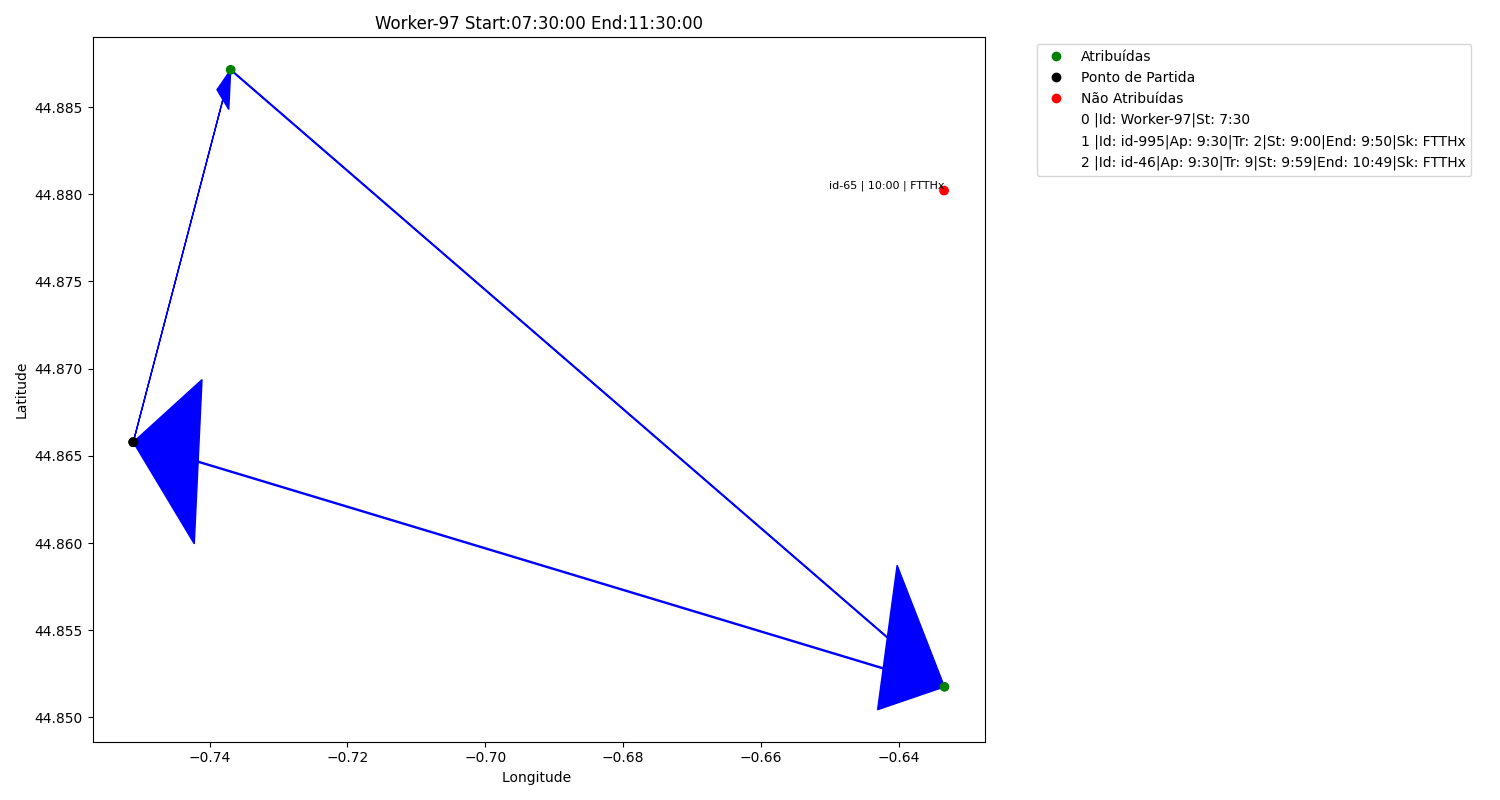 Worker-97 Start:07:30:00 End:11:30:00
Atribuídas
Ponto de Partida
Não Atribuídas
0 |Id: Worker-97|St: 7:30
1 |Id: id-995|Ap: 9:30|Tr: 2|St: 9:00|End: 9:50|Sk: FTTHx
2 |Id: id-46|Ap: 9:30|Tr: 9|St: 9:59|End: 10:49|Sk: FTTHx
id-65 | 10:00 | FTTHx
44.885
44.880
44.875
44.870
44.865
44.860
44.855
44.850
Latitude
−0.74
−0.72
−0.70
−0.68
−0.66
−0.64
Longitude